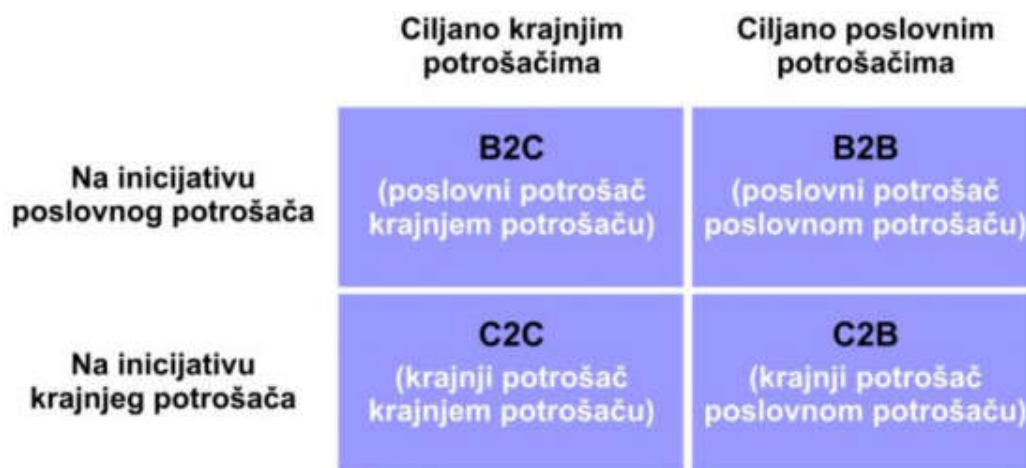 Ciljano krajnjim
potrošačima
Ciljano poslovnim
potrošačima
Na inicijativu
poslovnog potrošača
B2C
(poslovni potrošač
krajnjem potrošaču)
B2B
(poslovni potrošač
poslovnom potrošaču)
Na inicijativu
krajnjeg potrošača
C2C
(krajnji potrošač
krajnjem potrošaču)
C2B
(krajnji potrošač
poslovnom potrošaču)